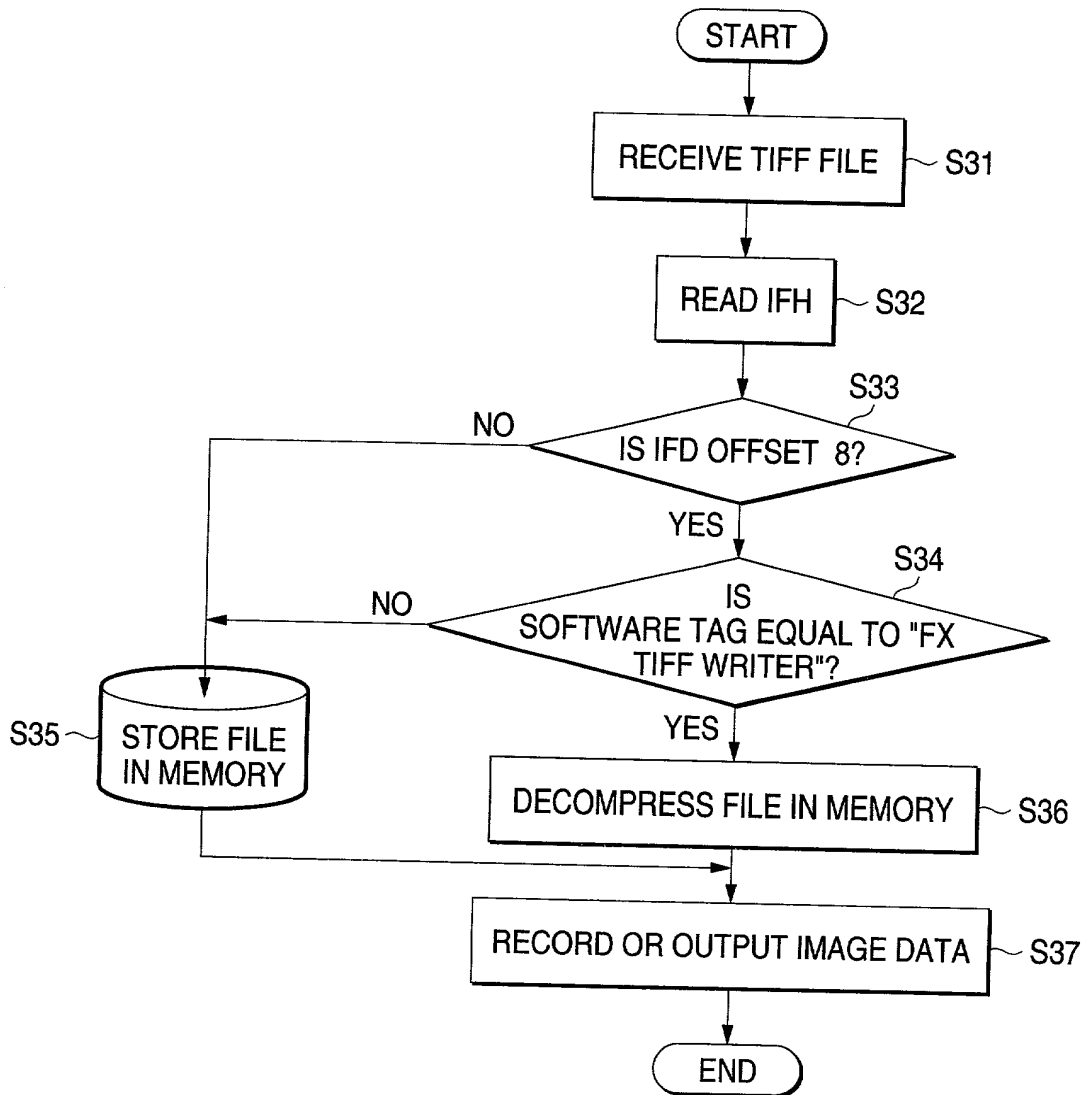 START
RECEIVE TIFF FILE
S31
READ IFH
S32
S33
NO
IS IFD OFFSET 8?
YES
S34
NO
IS
SOFTWARE TAG EQUAL TO "FX
TIFF WRITER"?
YES
S35
STORE FILE
IN MEMORY
DECOMPRESS FILE IN MEMORY
S36
RECORD OR OUTPUT IMAGE DATA
S37
END